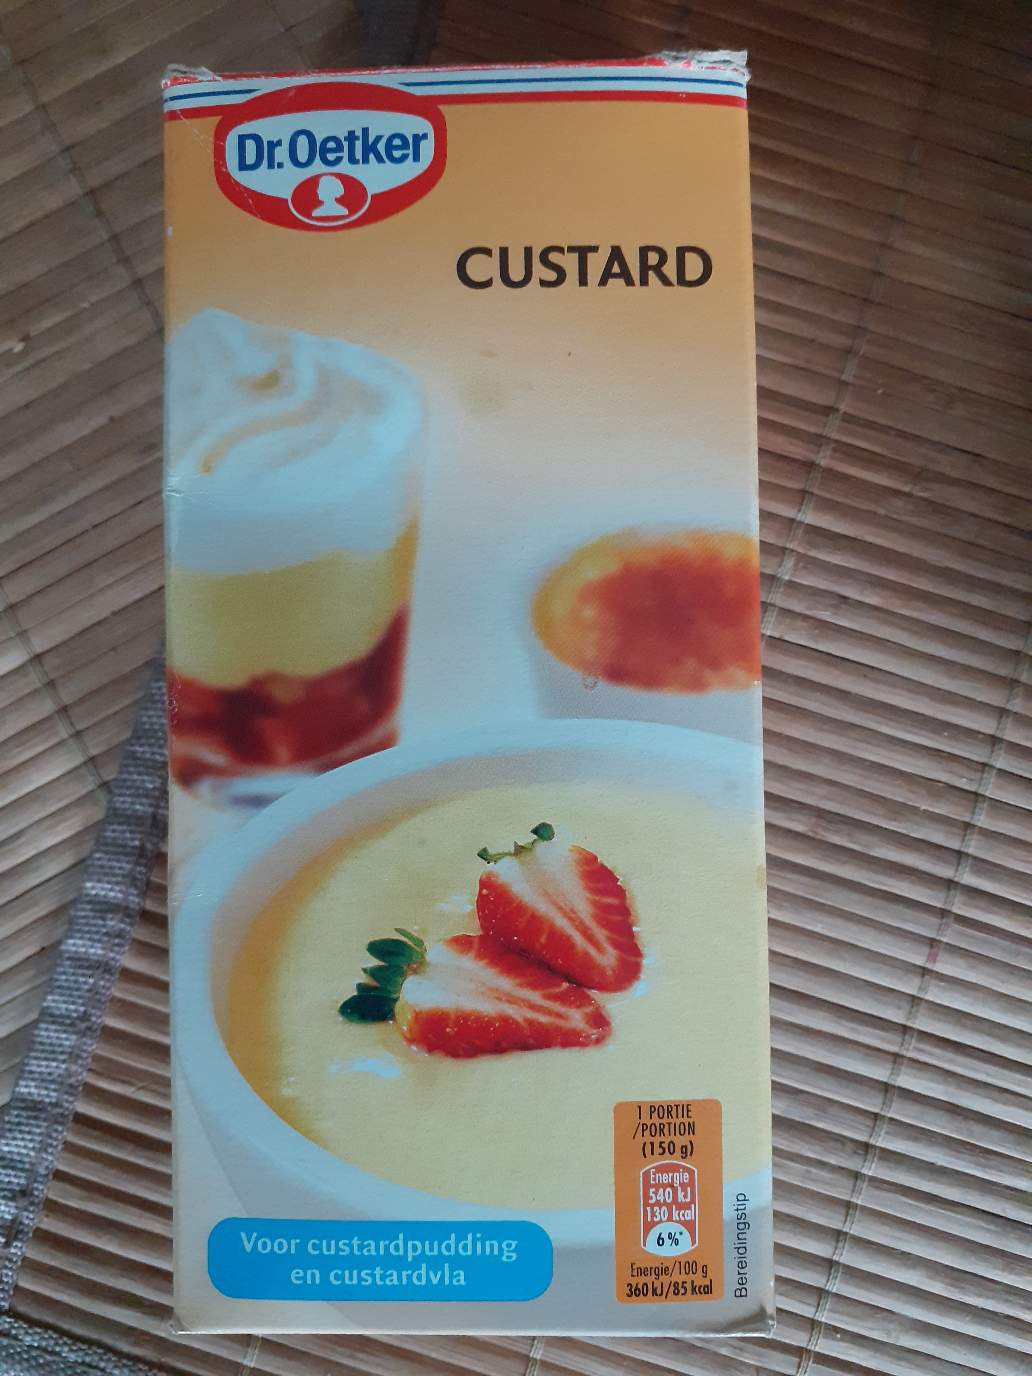 Dr.Oetker
CUSTARD
1 PORTIE
/PORTION
(150 g)
Energie
540 kJ
130 kcal
6%*
Energie/100 g
360 kJ/85 kcal
Bereidingstip
Voor custardpudding
en custardvla